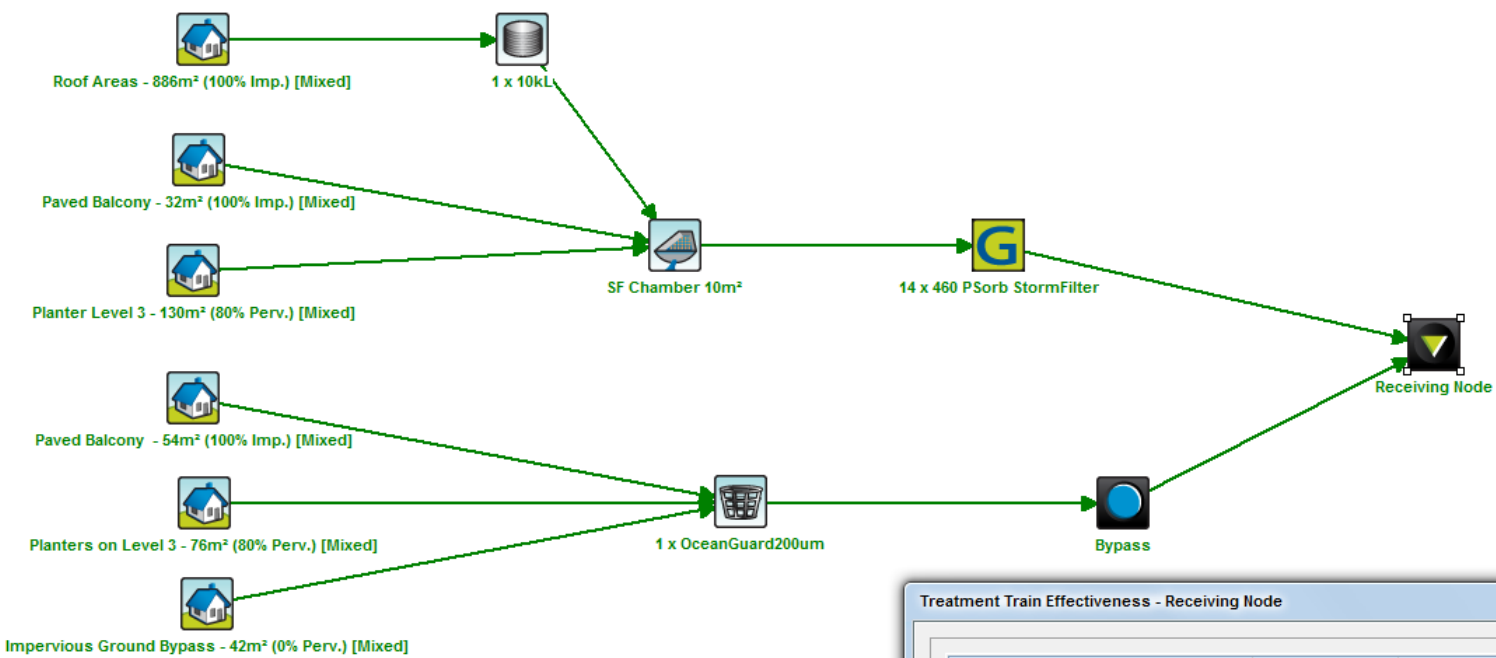 Roof Areas - 886m² (100% Imp.) [Mixed]
1 x 10kL
Paved Balcony - 32m² (100% Imp.) [Mixed]
Planter Level 3 - 130m² (80% Perv.) [Mixed]
SF Chamber 10m²
G
14 x 460 PSorb StormFilter
Receiving Node
Paved Balcony - 54m² (100% Imp.) [Mixed]
Planters on Level 3 - 76m² (80% Perv.) [Mixed]
1 x OceanGuard200um
Bypass
Impervious Ground Bypass - 42m² (0% Perv.) [Mixed]
Treatment Train Effectiveness - Receiving Node